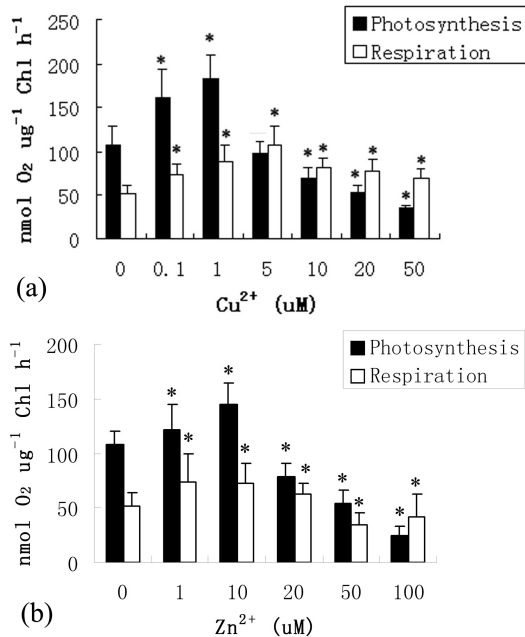 (a)
Photosynthesis
Respiration
nmol O₂ ug⁻¹ Chl h⁻¹
250
200
150
100
50
0
* * * * * * * * * * *
0 0.1 1 5 10 20 50
Cu²⁺ (uM)
(b)
Photosynthesis
Respiration
nmol O₂ ug⁻¹ Chl h⁻¹
200
150
100
50
0
* * * * * * * * * *
0 1 10 20 50 100
Zn²⁺ (uM)